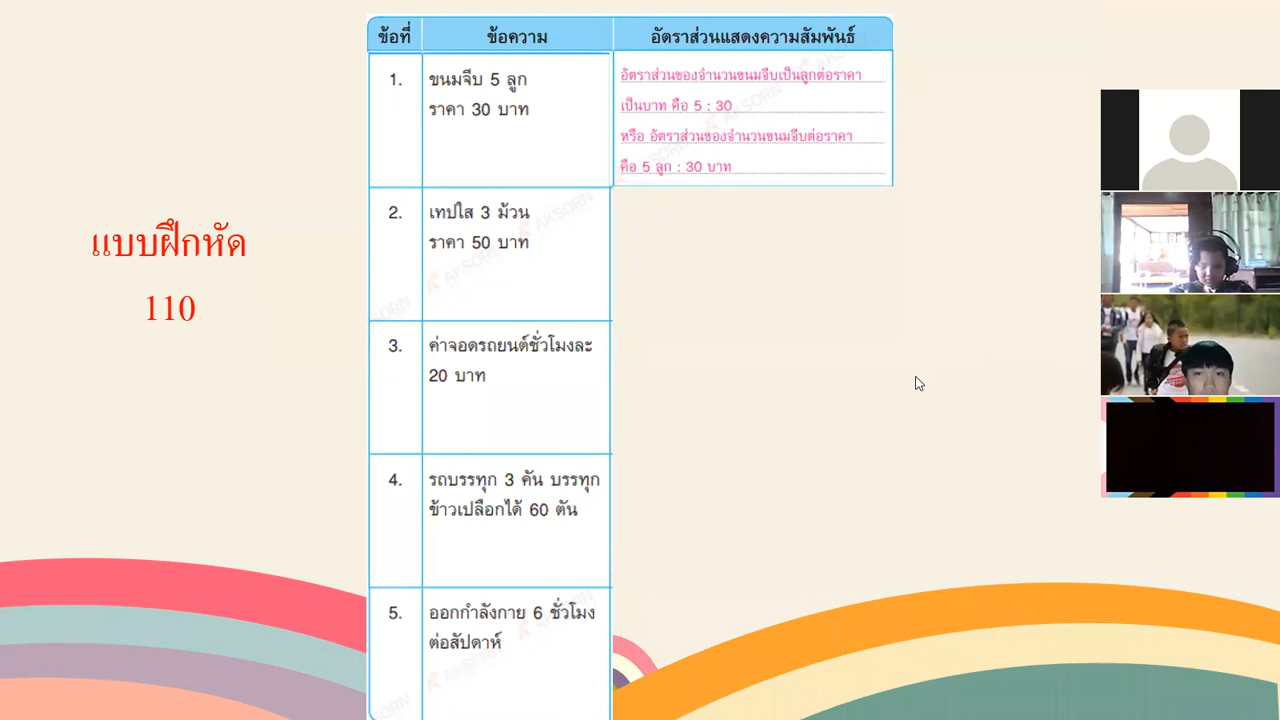 แบบฝึกหัด
110
ข้อที่
ข้อความ
อัตราส่วนแสดงความสัมพันธ์
1.
ขนมจีบ 5 ลูก
ราคา 30 บาท
อัตราส่วนของจำนวนขนมจีบเป็นลูกต่อราคา
เป็นบาท คือ 5 : 30
หรือ อัตราส่วนของจำนวนขนมจีบต่อราคา
คือ 5 ลูก : 30 บาท
2.
เทปใส 3 ม้วน
ราคา 50 บาท
3.
ค่าจอดรถยนต์ชั่วโมงละ
20 บาท
4.
รถบรรทุก 3 คัน บรรทุก
ข้าวเปลือกได้ 60 ตัน
5.
ออกกำลังกาย 6 ชั่วโมง
ต่อสัปดาห์
AKSORN
AKSORN
AKSORN
AKSORN
AKSORN